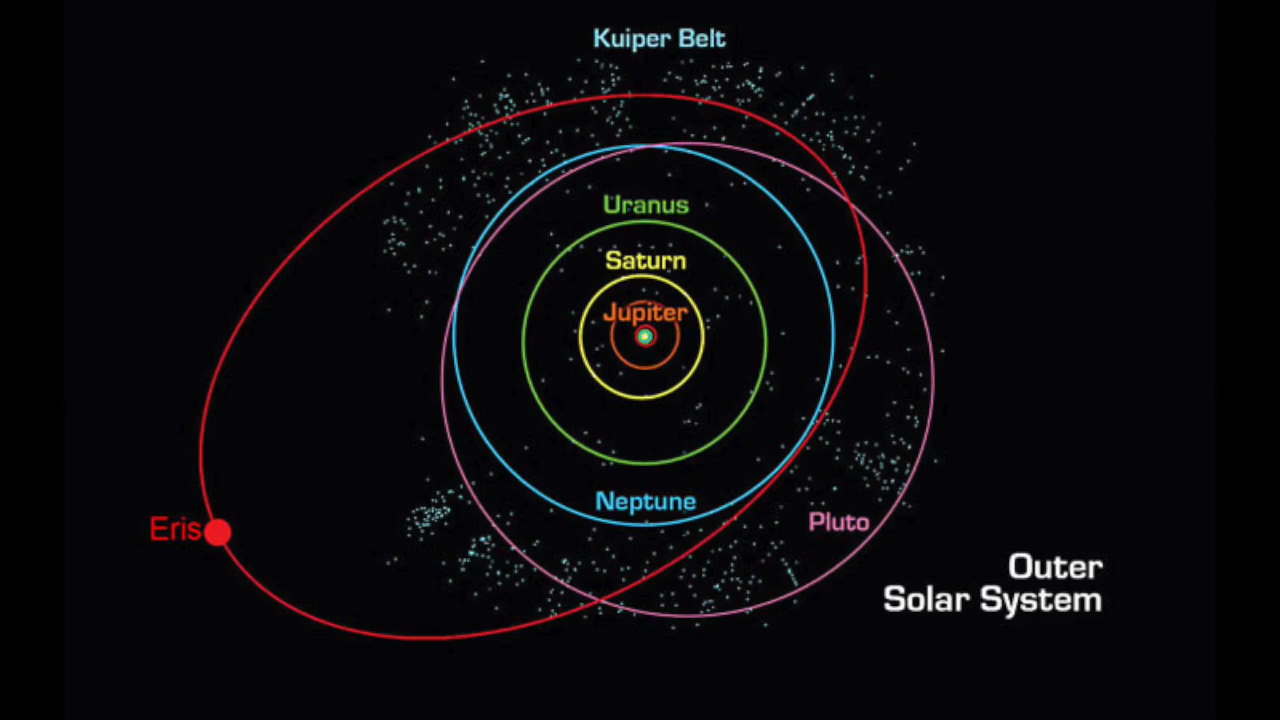 Kuiper Belt
Uranus
Saturn
Jupiter
Neptune
Eris
Pluto
Outer
Solar System